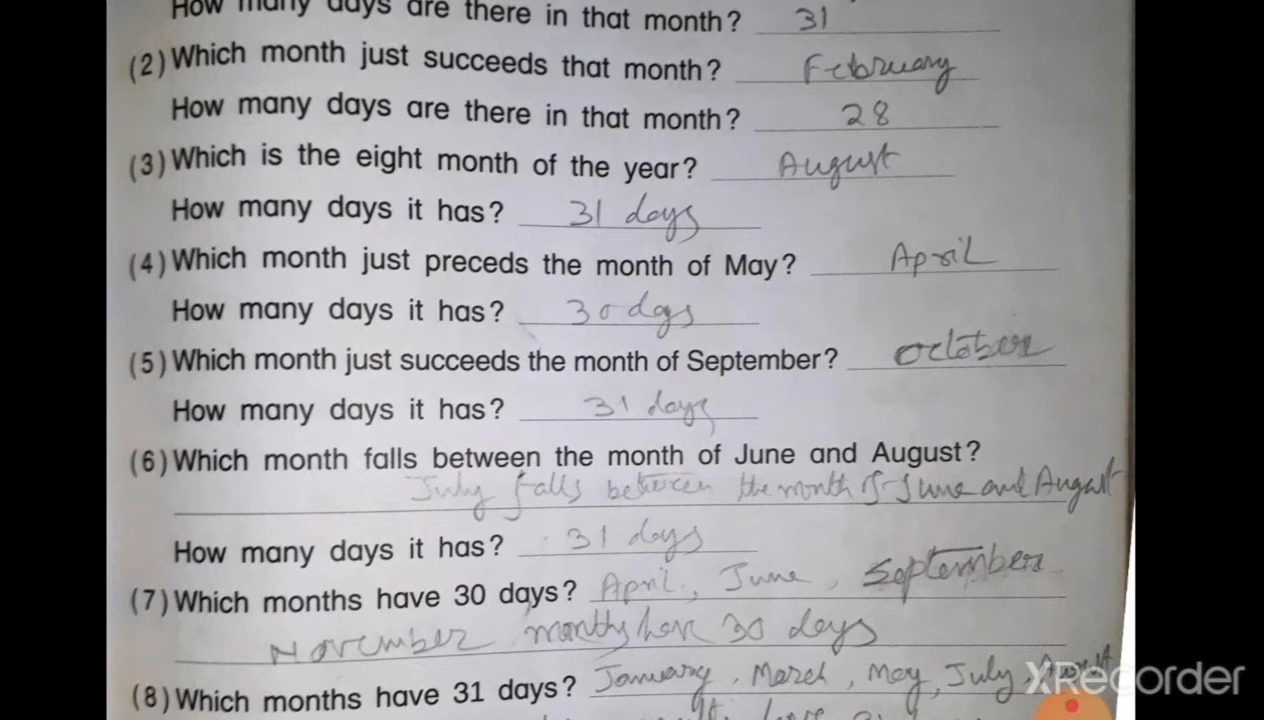 How many days are there in that month? 31
(2) Which month just succeeds that month? February
How many days are there in that month? 28
(3) Which is the eight month of the year? August
How many days it has? 31 days
(4) Which month just preceds the month of May? April
How many days it has? 30 days
(5) Which month just succeeds the month of September? October
How many days it has? 31 days
(6) Which month falls between the month of June and August?
July falls between the month of June and August
How many days it has? 31 days
(7) Which months have 30 days? April, June, September
November months have 30 days
(8) Which months have 31 days? January, March, May, July, August
XRecorder